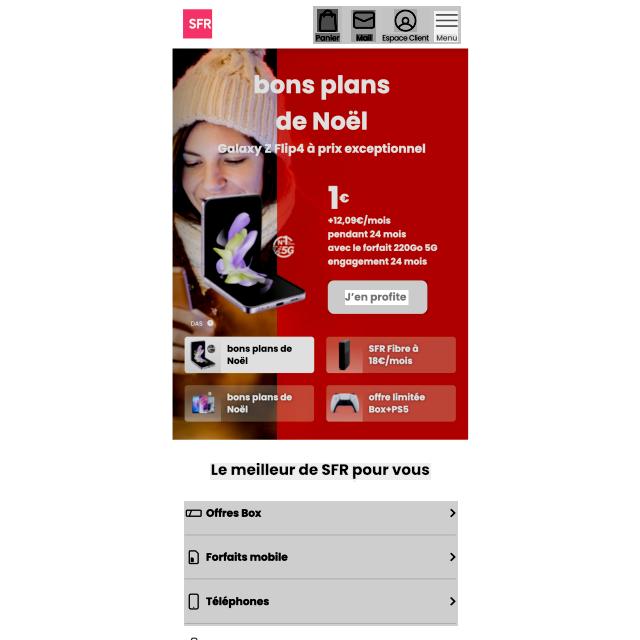 SFR
Panier
Mail
Espace Client
Menu
bons plans
de Noël
Galaxy Z Flip4 à prix exceptionnel
1€
+12,09€/mois
pendant 24 mois
avec le forfait 220Go 5G
engagement 24 mois
N°1
5G
J’en profite
DAS
bons plans de
Noël
SFR Fibre à
18€/mois
bons plans de
Noël
offre limitée
Box+PS5
Le meilleur de SFR pour vous
Offres Box
Forfaits mobile
Téléphones